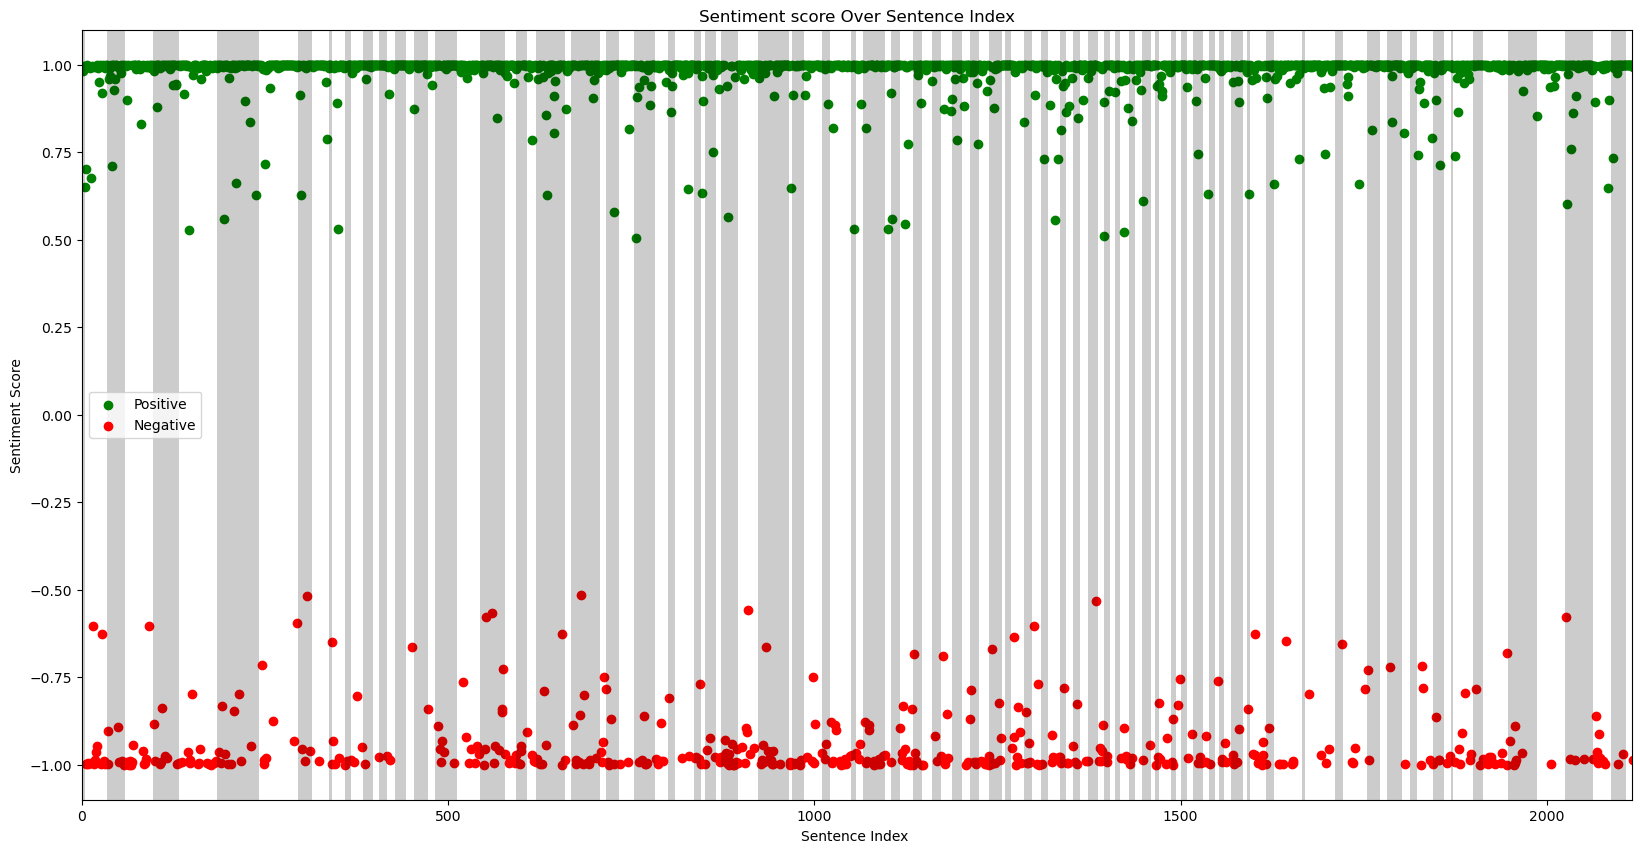 Sentiment score Over Sentence Index
Sentiment Score
1.00
0.75
0.50
0.25
0.00
−0.25
−0.50
−0.75
−1.00
Positive
Negative
0
500
1000
1500
2000
Sentence Index